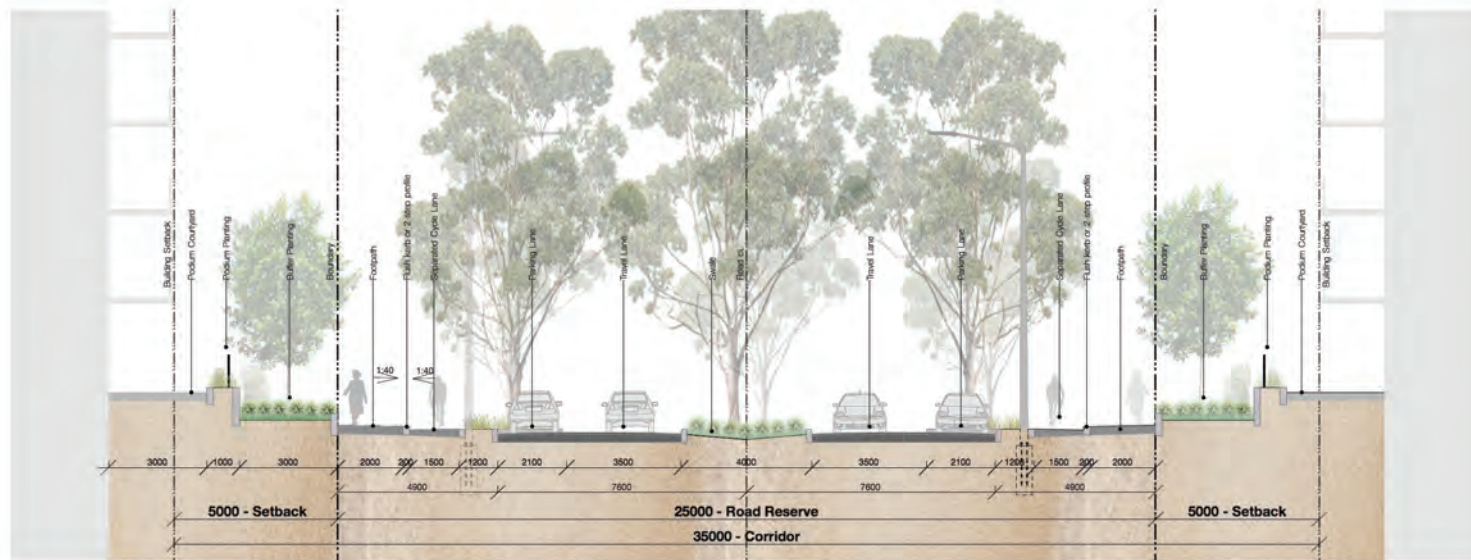 Building Setback
Podium Courtyard
Podium Planting
Buffer Planting
Boundary
Footpath
Flush kerb or 2 step profile
Separated Cycle Lane
Parking Lane
Travel Lane
Swale
Road cl.
Travel Lane
Parking Lane
Separated Cycle Lane
Flush kerb or 2 step profile
Footpath
Boundary
Buffer Planting
Podium Planting
Podium Courtyard
Building Setback
1:40
1:40
3000
1000
3000
2000
200
1500
1200
2100
3500
4000
3500
2100
1200
1500
200
2000
4900
7600
7600
4900
5000 - Setback
25000 - Road Reserve
5000 - Setback
35000 - Corridor